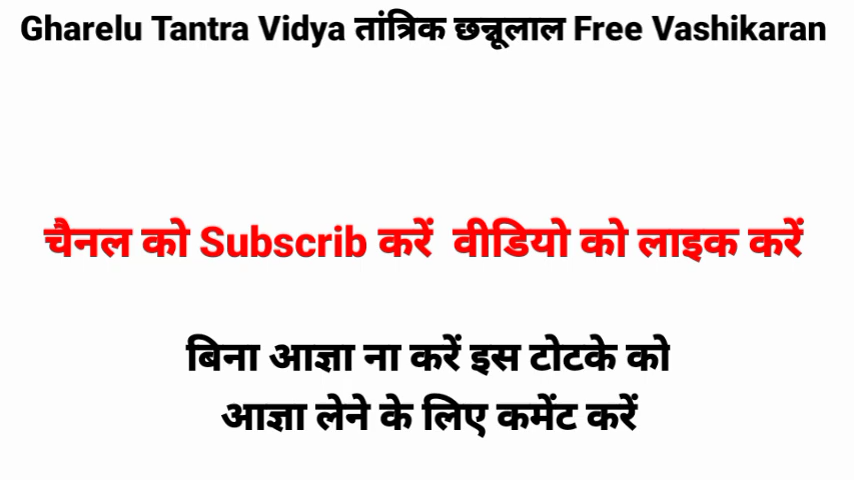 Gharelu Tantra Vidya तांत्रिक छन्नूलाल Free Vashikaran
चैनल को Subscrib करें वीडियो को लाइक करें
बिना आज्ञा ना करें इस टोटके को
आज्ञा लेने के लिए कमेंट करें